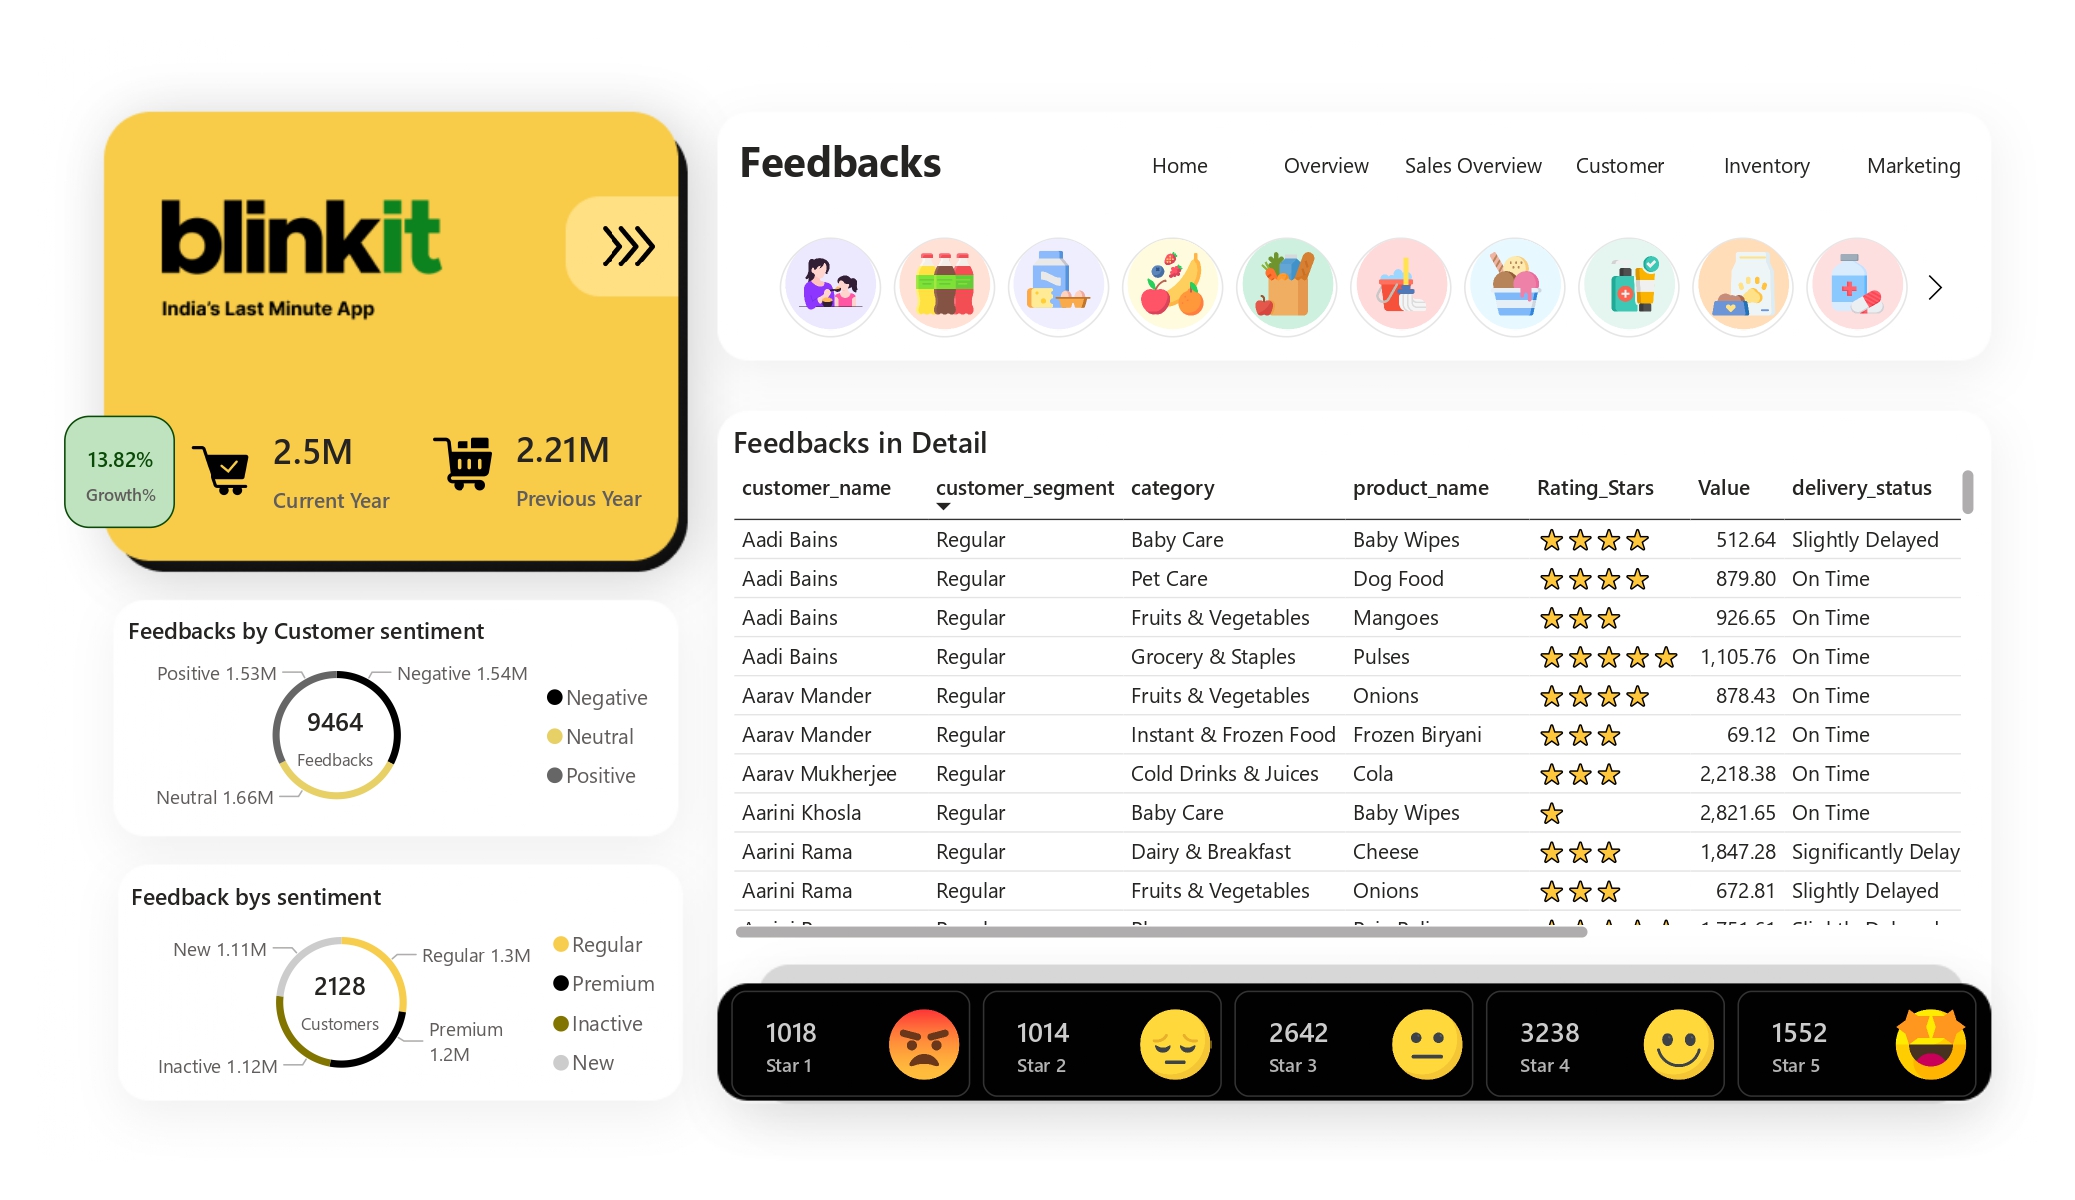 blinkit
India's Last Minute App
13.82%
Growth%
2.5M
Current Year
2.21M
Previous Year
Feedbacks by Customer sentiment
Positive 1.53M
Negative 1.54M
9464
Feedbacks
Neutral 1.66M
Negative
Neutral
Positive
Feedback bys sentiment
New 1.11M
Regular 1.3M
2128
Customers
Premium
1.2M
Inactive 1.12M
Regular
Premium
Inactive
New
Feedbacks
Home Overview Sales Overview Customer Inventory Marketing
Feedbacks in Detail
customer_name customer_segment category product_name Rating_Stars Value delivery_status
Aadi Bains Regular Baby Care Baby Wipes 512.64 Slightly Delayed
Aadi Bains Regular Pet Care Dog Food 879.80 On Time
Aadi Bains Regular Fruits & Vegetables Mangoes 926.65 On Time
Aadi Bains Regular Grocery & Staples Pulses 1,105.76 On Time
Aarav Mander Regular Fruits & Vegetables Onions 878.43 On Time
Aarav Mander Regular Instant & Frozen Food Frozen Biryani 69.12 On Time
Aarav Mukherjee Regular Cold Drinks & Juices Cola 2,218.38 On Time
Aarini Khosla Regular Baby Care Baby Wipes 2,821.65 On Time
Aarini Rama Regular Dairy & Breakfast Cheese 1,847.28 Significantly Delay
Aarini Rama Regular Fruits & Vegetables Onions 672.81 Slightly Delayed
1018
Star 1
1014
Star 2
2642
Star 3
3238
Star 4
1552
Star 5